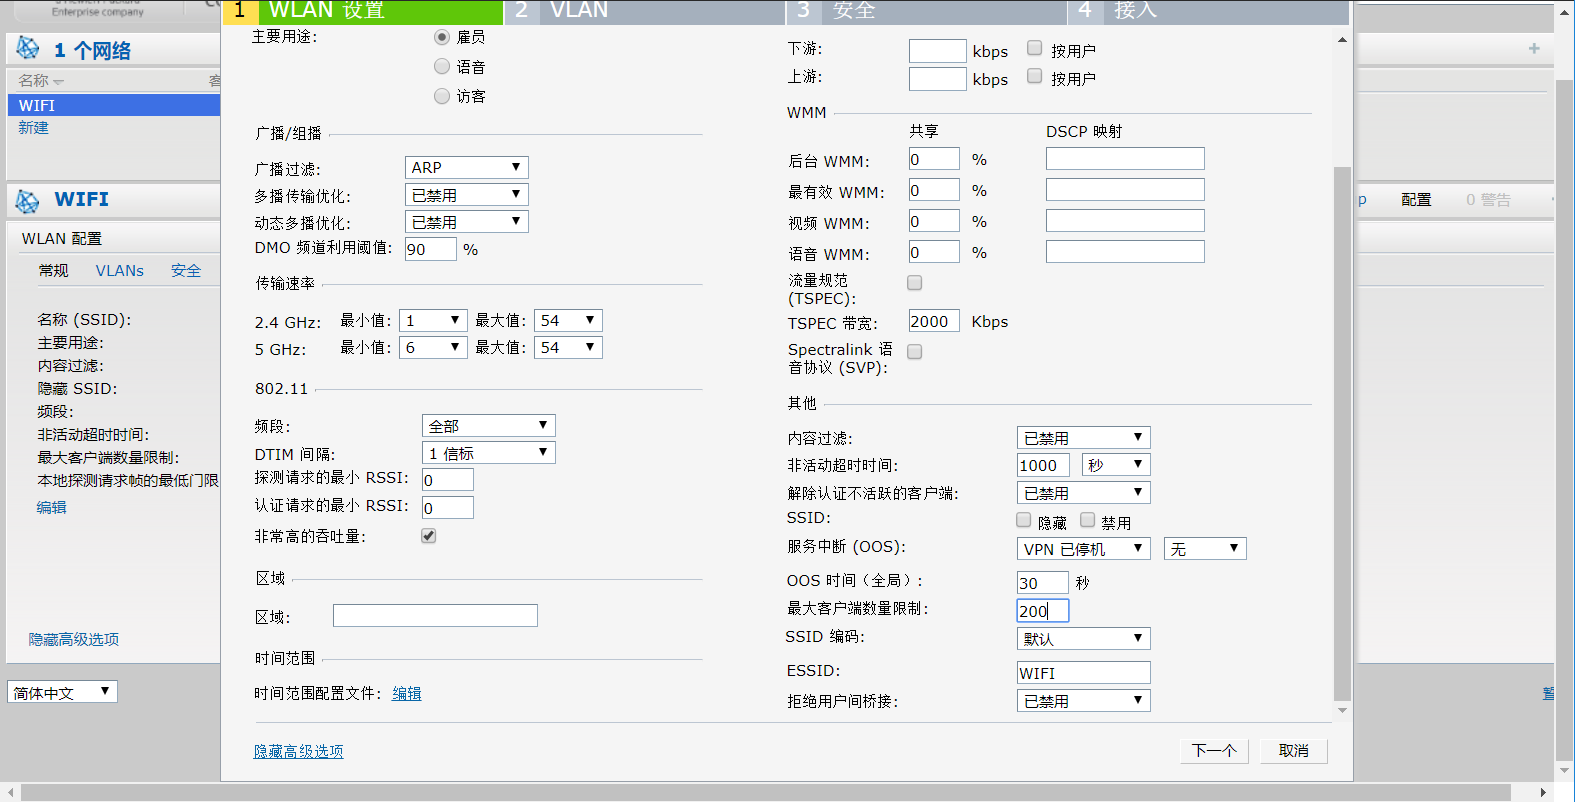 Enterprise company
1 WLAN 设置
2 VLAN
3 安全
4 接入
1 个网络
名称
WIFI
新建
WIFI
WLAN 配置
常规 VLANs 安全
名称 (SSID):
主要用途:
内容过滤:
隐藏 SSID:
频段:
非活动超时时间:
最大客户端数量限制:
本地探测请求帧的最低门限
编辑
隐藏高级选项
简体中文
主要用途:
雇员
语音
访客
广播/组播
广播过滤: ARP
多播传输优化: 已禁用
动态多播优化: 已禁用
DMO 频道利用阈值: 90 %
传输速率
2.4 GHz: 最小值: 1 最大值: 54
5 GHz: 最小值: 6 最大值: 54
802.11
频段: 全部
DTIM 间隔: 1 信标
探测请求的最小 RSSI: 0
认证请求的最小 RSSI: 0
非常高的吞吐量:
区域
区域:
时间范围
时间范围配置文件: 编辑
隐藏高级选项
下游: kbps 按用户
上游: kbps 按用户
WMM
共享 DSCP 映射
后台 WMM: 0 %
最有效 WMM: 0 %
视频 WMM: 0 %
语音 WMM: 0 %
流量规范
(TSPEC):
TSPEC 带宽: 2000 Kbps
Spectralink 语
音协议 (SVP):
其他
内容过滤: 已禁用
非活动超时时间: 1000 秒
解除认证不活跃的客户端: 已禁用
SSID: 隐藏 禁用
服务中断 (OOS): VPN 已停机 无
OOS 时间（全局）: 30 秒
最大客户端数量限制: 200
SSID 编码: 默认
ESSID: WIFI
拒绝用户间桥接: 已禁用
下一个 取消
p 配置 0 警告